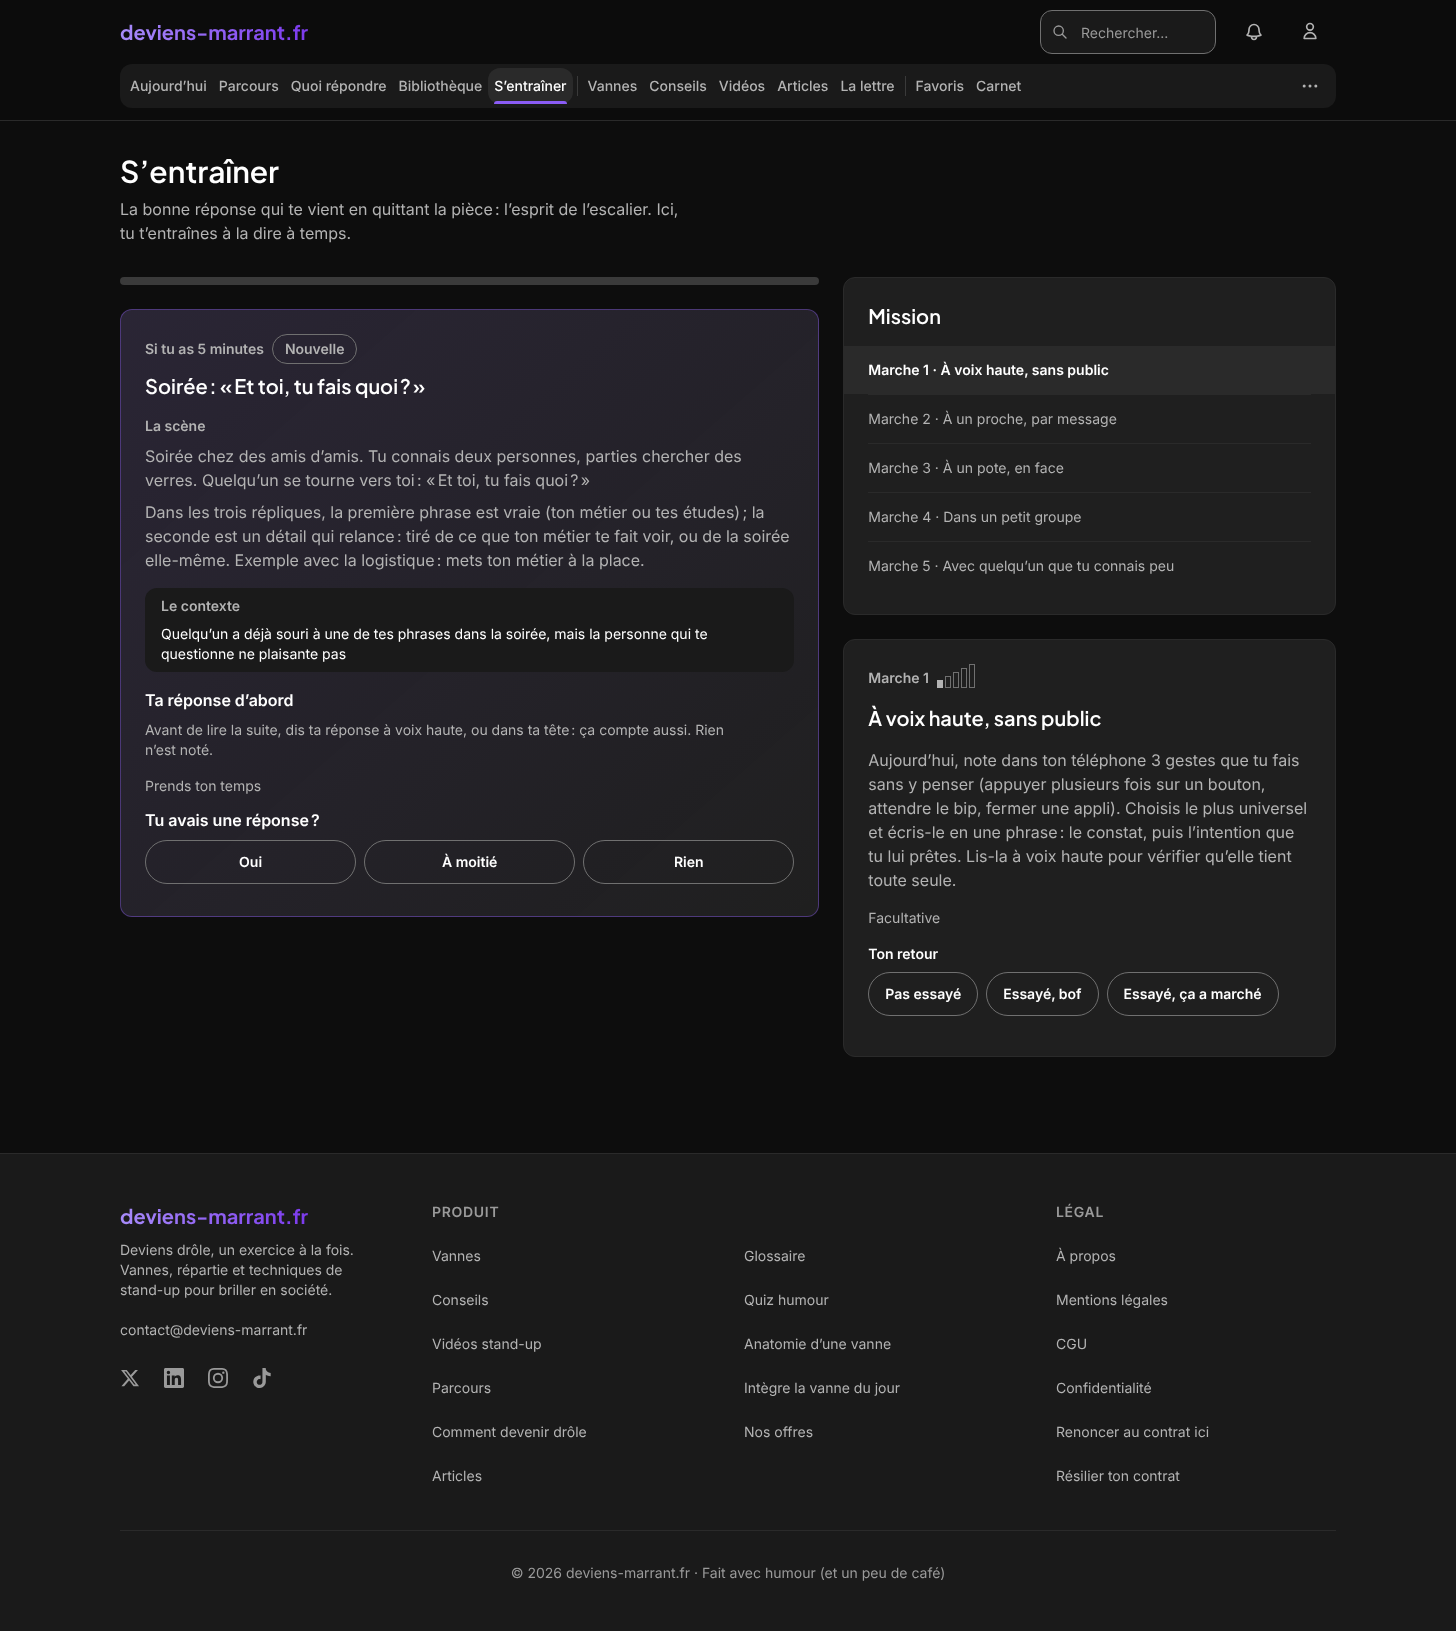 deviens-marrant.fr
Rechercher...
Aujourd’hui Parcours Quoi répondre Bibliothèque S’entraîner Vannes Conseils Vidéos Articles La lettre Favoris Carnet
S’entraîner
La bonne réponse qui te vient en quittant la pièce : l’esprit de l’escalier. Ici,
tu t’entraînes à la dire à temps.
Si tu as 5 minutes Nouvelle
Soirée : « Et toi, tu fais quoi ? »
La scène
Soirée chez des amis d’amis. Tu connais deux personnes, parties chercher des
verres. Quelqu’un se tourne vers toi : « Et toi, tu fais quoi ? »
Dans les trois répliques, la première phrase est vraie (ton métier ou tes études) ; la
seconde est un détail qui relance : tiré de ce que ton métier te fait voir, ou de la soirée
elle-même. Exemple avec la logistique : mets ton métier à la place.
Le contexte
Quelqu’un a déjà souri à une de tes phrases dans la soirée, mais la personne qui te
questionne ne plaisante pas
Ta réponse d’abord
Avant de lire la suite, dis ta réponse à voix haute, ou dans ta tête : ça compte aussi. Rien
n’est noté.
Prends ton temps
Tu avais une réponse ?
Oui
À moitié
Rien
Mission
Marche 1 · À voix haute, sans public
Marche 2 · À un proche, par message
Marche 3 · À un pote, en face
Marche 4 · Dans un petit groupe
Marche 5 · Avec quelqu’un que tu connais peu
Marche 1
À voix haute, sans public
Aujourd’hui, note dans ton téléphone 3 gestes que tu fais
sans y penser (appuyer plusieurs fois sur un bouton,
attendre le bip, fermer une appli). Choisis le plus universel
et écris-le en une phrase : le constat, puis l’intention que
tu lui prêtes. Lis-la à voix haute pour vérifier qu’elle tient
toute seule.
Facultative
Ton retour
Pas essayé
Essayé, bof
Essayé, ça a marché
deviens-marrant.fr
Deviens drôle, un exercice à la fois.
Vannes, répartie et techniques de
stand-up pour briller en société.
contact@deviens-marrant.fr
PRODUIT
Vannes
Conseils
Vidéos stand-up
Parcours
Comment devenir drôle
Articles
Glossaire
Quiz humour
Anatomie d’une vanne
Intègre la vanne du jour
Nos offres
LÉGAL
À propos
Mentions légales
CGU
Confidentialité
Renoncer au contrat ici
Résilier ton contrat
© 2026 deviens-marrant.fr · Fait avec humour (et un peu de café)